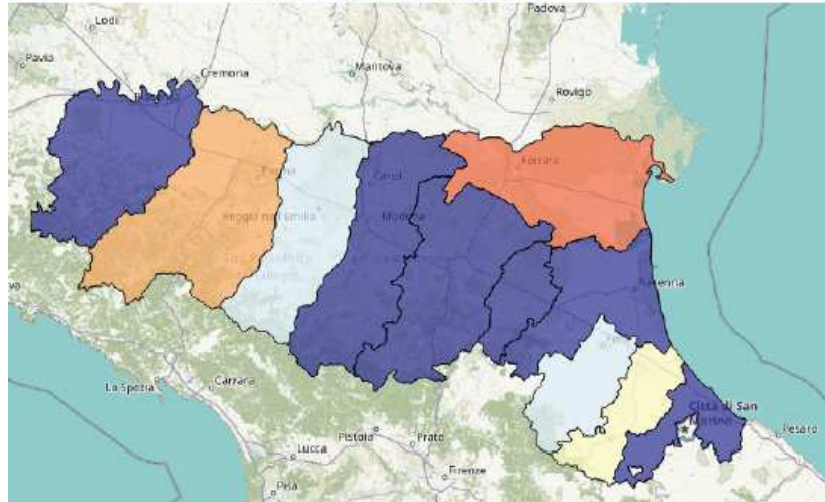 Lodi
Padova
Pavia
Cremona
Mantova
Rovigo
Ferrara
Parma
Carpi
Reggio nell'Emilia
Modena
Ravenna
La Spezia
Carrara
Città di San
Marino
Pesaro
Pistoia
Prato
Lucca
Firenze
Pisa